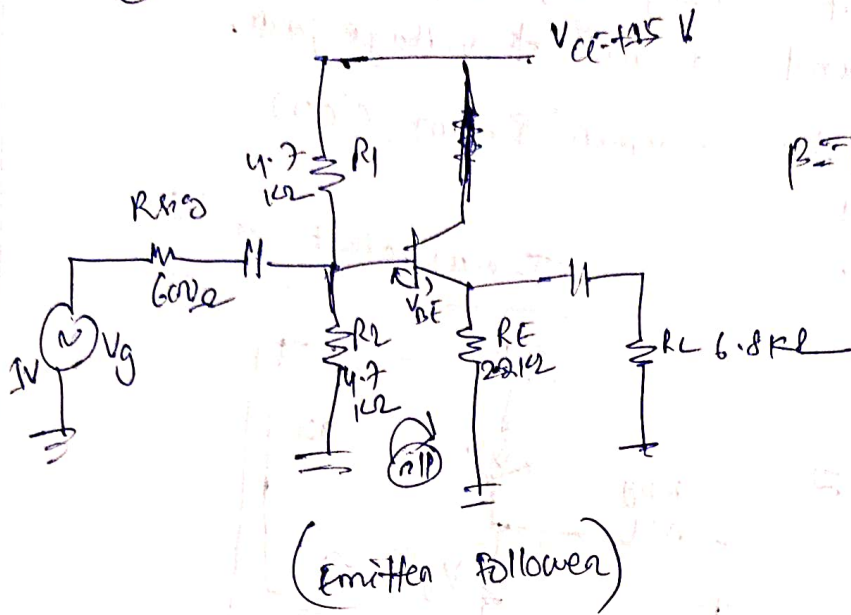 VCC = +15 V
4.7
KΩ
R1
β =
Rsig
600Ω
VBE
1V
Vg
R2
4.7
KΩ
RE
2.2KΩ
RL 6.8KΩ
i/p
(Emitter Follower)